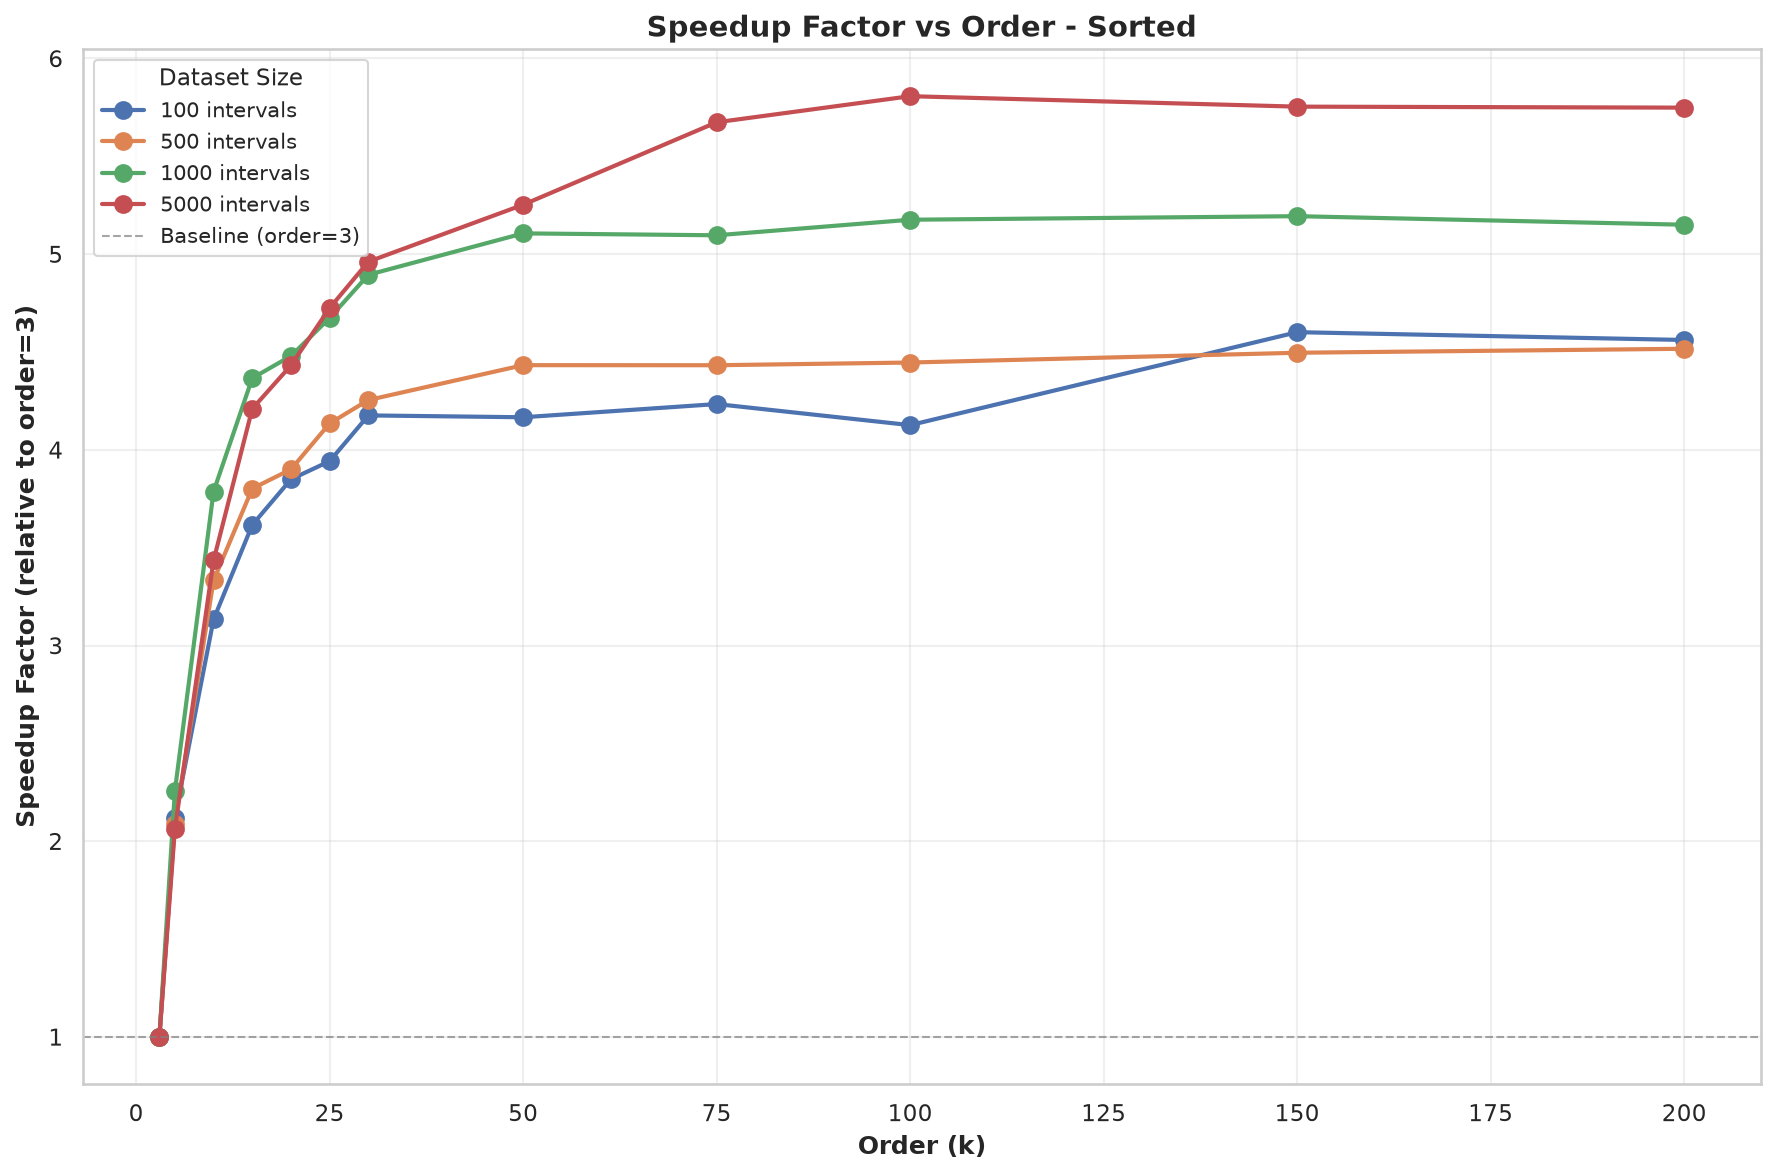 Speedup Factor vs Order - Sorted
Dataset Size
100 intervals
500 intervals
1000 intervals
5000 intervals
Baseline (order=3)
Speedup Factor (relative to order=3)
6
5
4
3
2
1
0 25 50 75 100 125 150 175 200
Order (k)